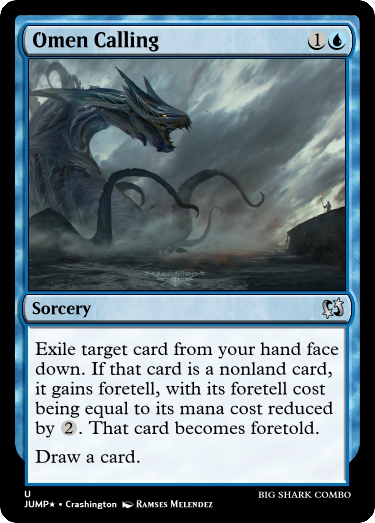 Omen Calling 1
Sorcery
Exile target card from your hand face
down. If that card is a nonland card,
it gains foretell, with its foretell cost
being equal to its mana cost reduced
by 2. That card becomes foretold.
Draw a card.
U
JUMP★ • Crashington Ramses Melendez
BIG SHARK COMBO